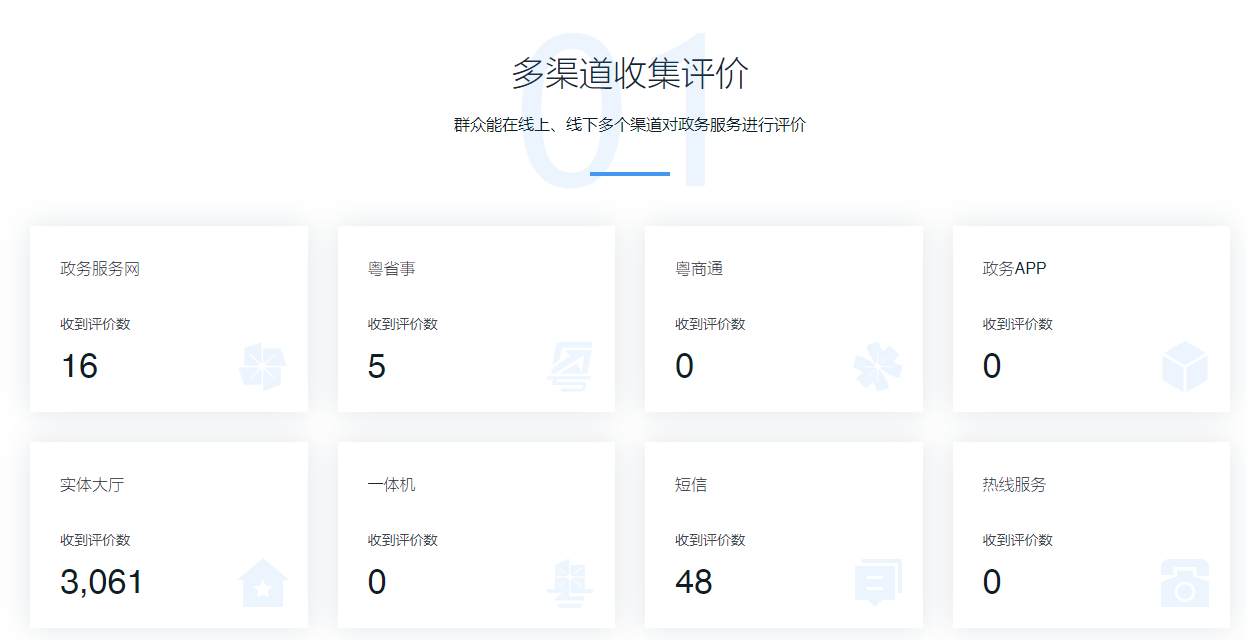 01
多渠道收集评价
群众能在线上、线下多个渠道对政务服务进行评价
政务服务网
收到评价数
16
粤省事
收到评价数
5
粤商通
收到评价数
0
政务APP
收到评价数
0
实体大厅
收到评价数
3,061
一体机
收到评价数
0
短信
收到评价数
48
热线服务
收到评价数
0